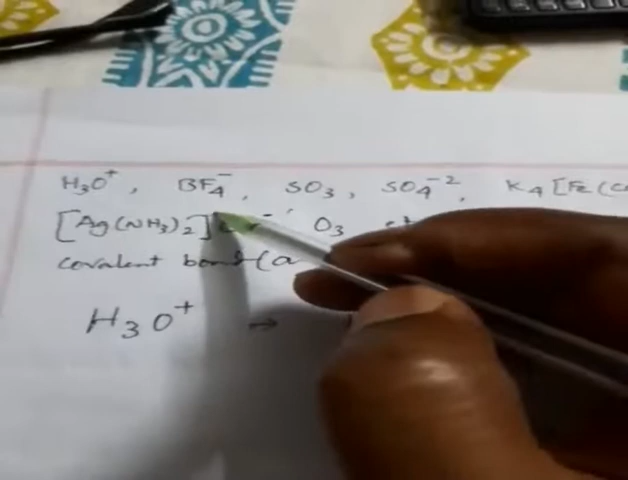 H₃O⁺, BF₄⁻, SO₃, SO₄⁻², K₄[Fe(C
[Ag(NH₃)₂] O₃
covalent bond (a
H₃O⁺ →